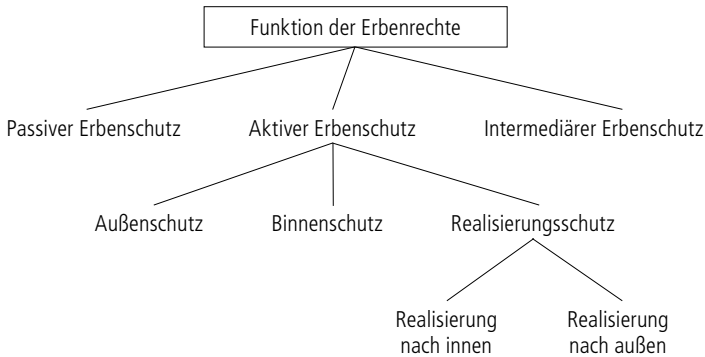 Funktion der Erbenrechte
Passiver Erbenschutz
Aktiver Erbenschutz
Intermediärer Erbenschutz
Außenschutz
Binnenschutz
Realisierungsschutz
Realisierung
nach innen
Realisierung
nach außen